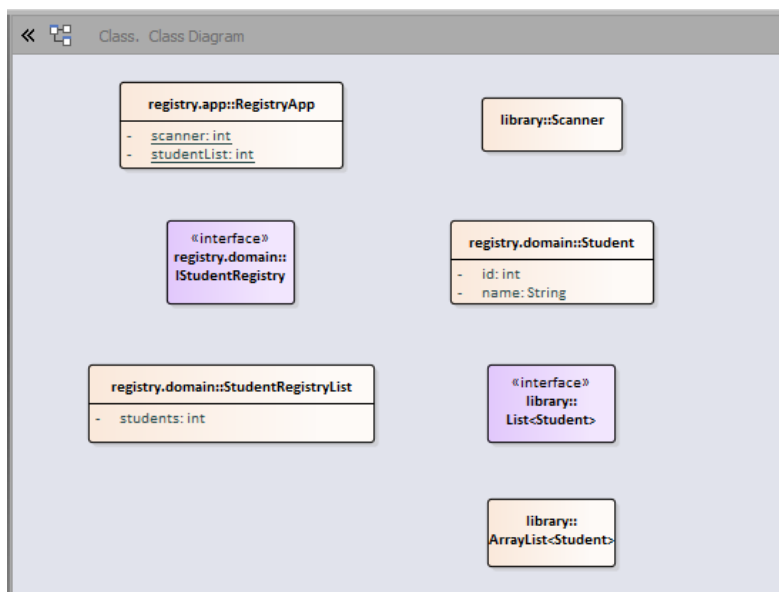 Class. Class Diagram
registry.app::RegistryApp
- scanner: int
- studentList: int
library::Scanner
«interface»
registry.domain::
IStudentRegistry
registry.domain::Student
- id: int
- name: String
registry.domain::StudentRegistryList
- students: int
«interface»
library::
List<Student>
library::
ArrayList<Student>